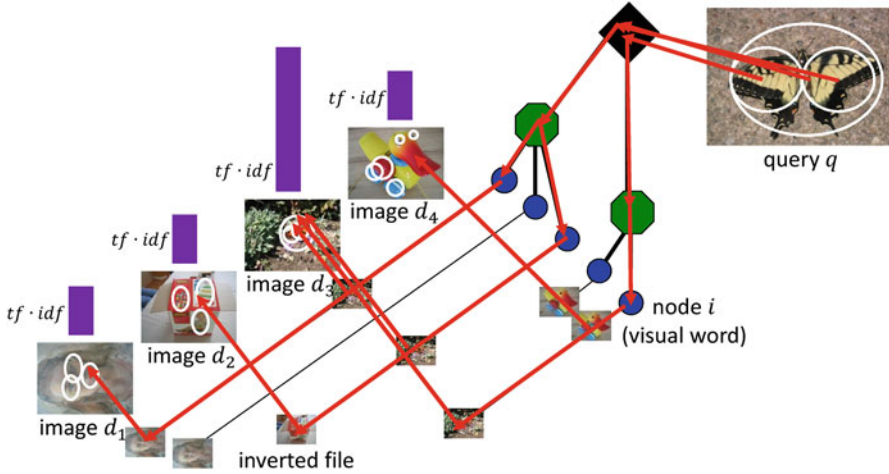 tf · idf
tf · idf
image d₄
query q
tf · idf
image d₃
tf · idf
image d₂
node i
(visual word)
image d₁
inverted file